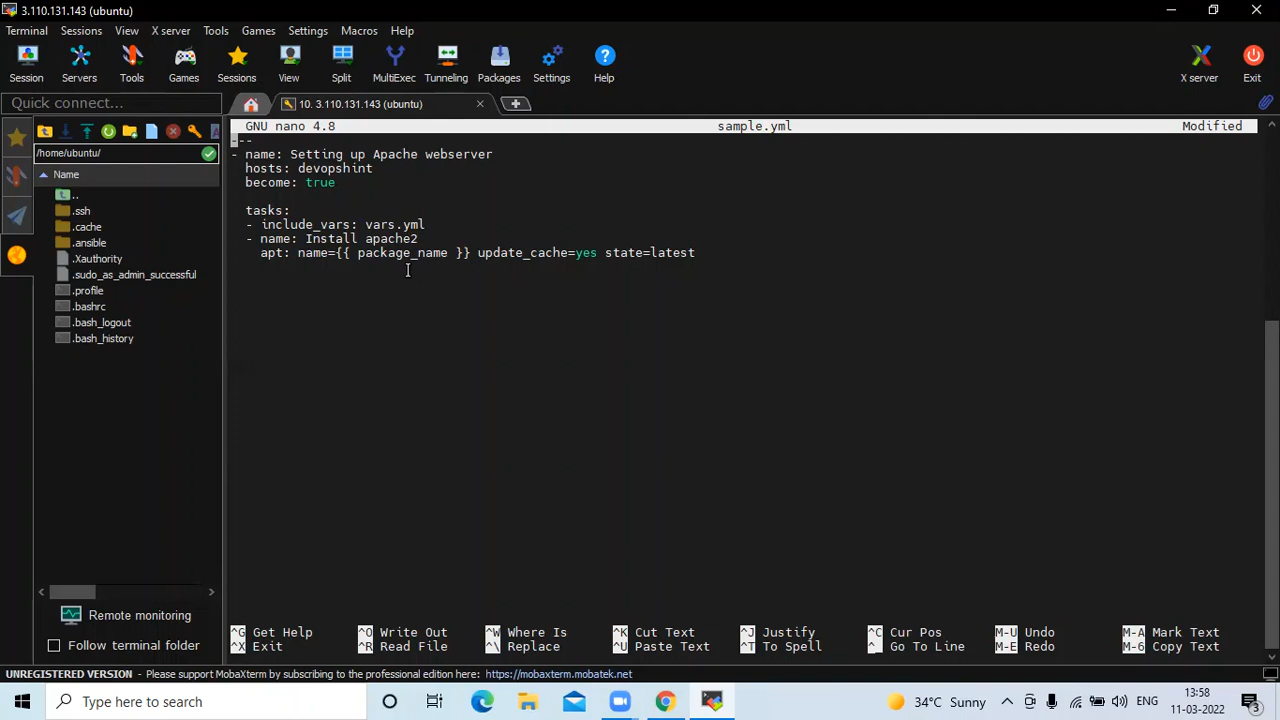 3.110.131.143 (ubuntu)
Terminal Sessions View X server Tools Games Settings Macros Help
Session Servers Tools Games Sessions View Split MultiExec Tunneling Packages Settings Help X server Exit
Quick connect...
10. 3.110.131.143 (ubuntu)
/home/ubuntu/
Name
..
.ssh
.cache
.ansible
.Xauthority
.sudo_as_admin_successful
.profile
.bashrc
.bash_logout
.bash_history
Remote monitoring
Follow terminal folder
GNU nano 4.8 sample.yml Modified
---
- name: Setting up Apache webserver
hosts: devopshint
become: true
tasks:
- include_vars: vars.yml
- name: Install apache2
apt: name={{ package_name }} update_cache=yes state=latest
^G Get Help ^O Write Out ^W Where Is ^K Cut Text ^J Justify ^C Cur Pos M-U Undo M-A Mark Text
^X Exit ^R Read File ^\ Replace ^U Paste Text ^T To Spell ^_ Go To Line M-E Redo M-6 Copy Text
UNREGISTERED VERSION - Please support MobaXterm by subscribing to the professional edition here: https://mobaxterm.mobatek.net
Type here to search
34°C Sunny
ENG
13:58
11-03-2022
3